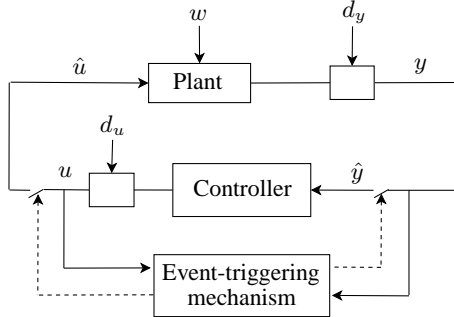 w
d_y
û
Plant
y
d_u
u
Controller
ŷ
Event-triggering
mechanism